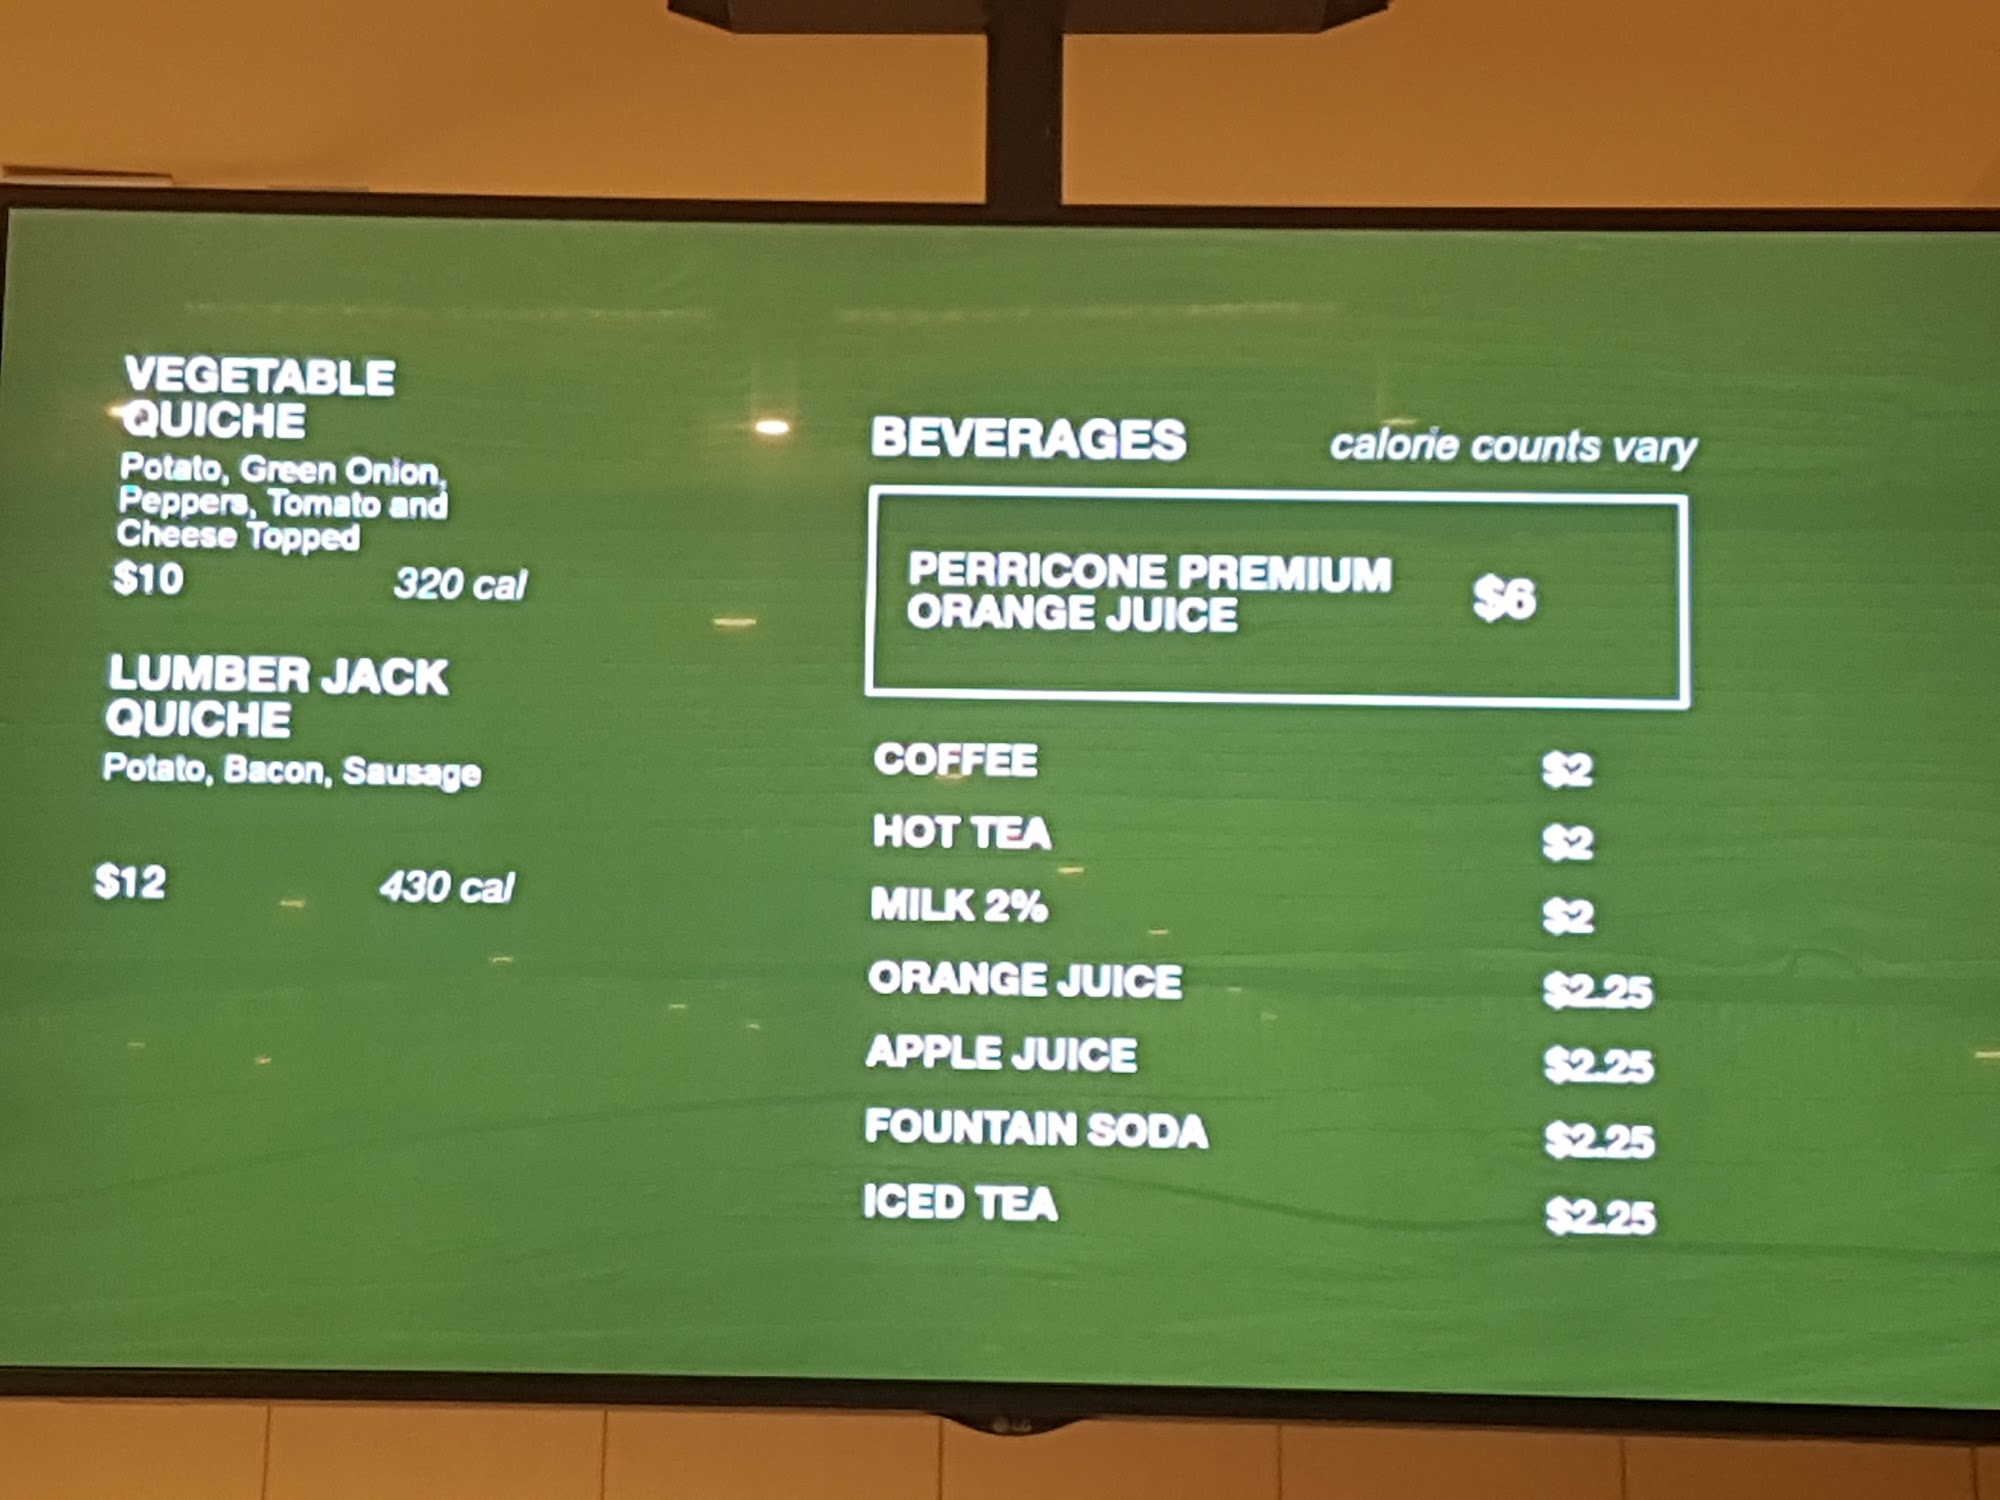 VEGETABLE
QUICHE
Potato, Green Onion,
Peppers, Tomato and
Cheese Topped
$10 320 cal
LUMBER JACK
QUICHE
Potato, Bacon, Sausage
$12 430 cal
BEVERAGES calorie counts vary
PERRICONE PREMIUM
ORANGE JUICE $6
COFFEE $2
HOT TEA $2
MILK 2% $2
ORANGE JUICE $2.25
APPLE JUICE $2.25
FOUNTAIN SODA $2.25
ICED TEA $2.25
LG